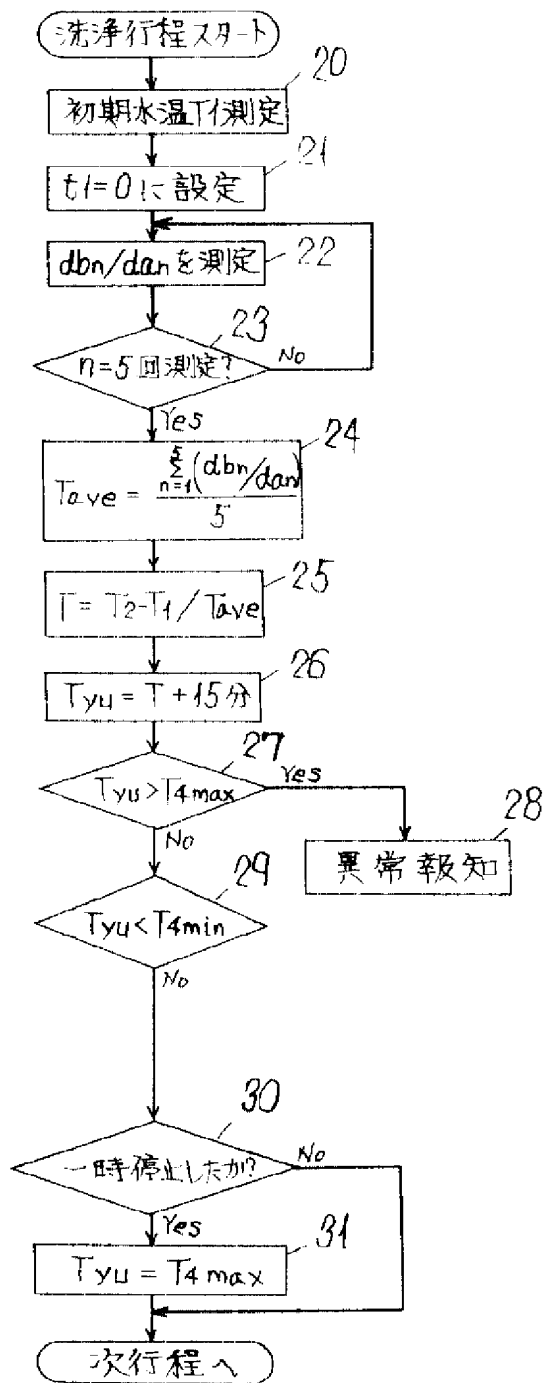 洗浄行程スタート
20
初期水温T1測定
21
t1=0に設定
22
dbn/danを測定
23
n=5回測定?
No
Yes
24
Tave = 5Σn=1(dbn/dan)/5
25
T = T2-T1/Tave
26
Tyu = T+15分
27
Tyu>T4max
Yes
28
異常報知
No
29
Tyu<T4min
No
30
一時停止したか?
No
Yes
31
Tyu = T4max
次行程へ